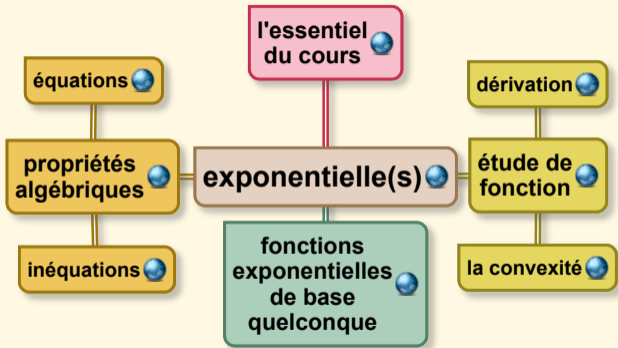 l'essentiel
du cours
équations
dérivation
propriétés
algébriques
exponentielle(s)
étude de
fonction
inéquations
fonctions
exponentielles
de base
quelconque
la convexité